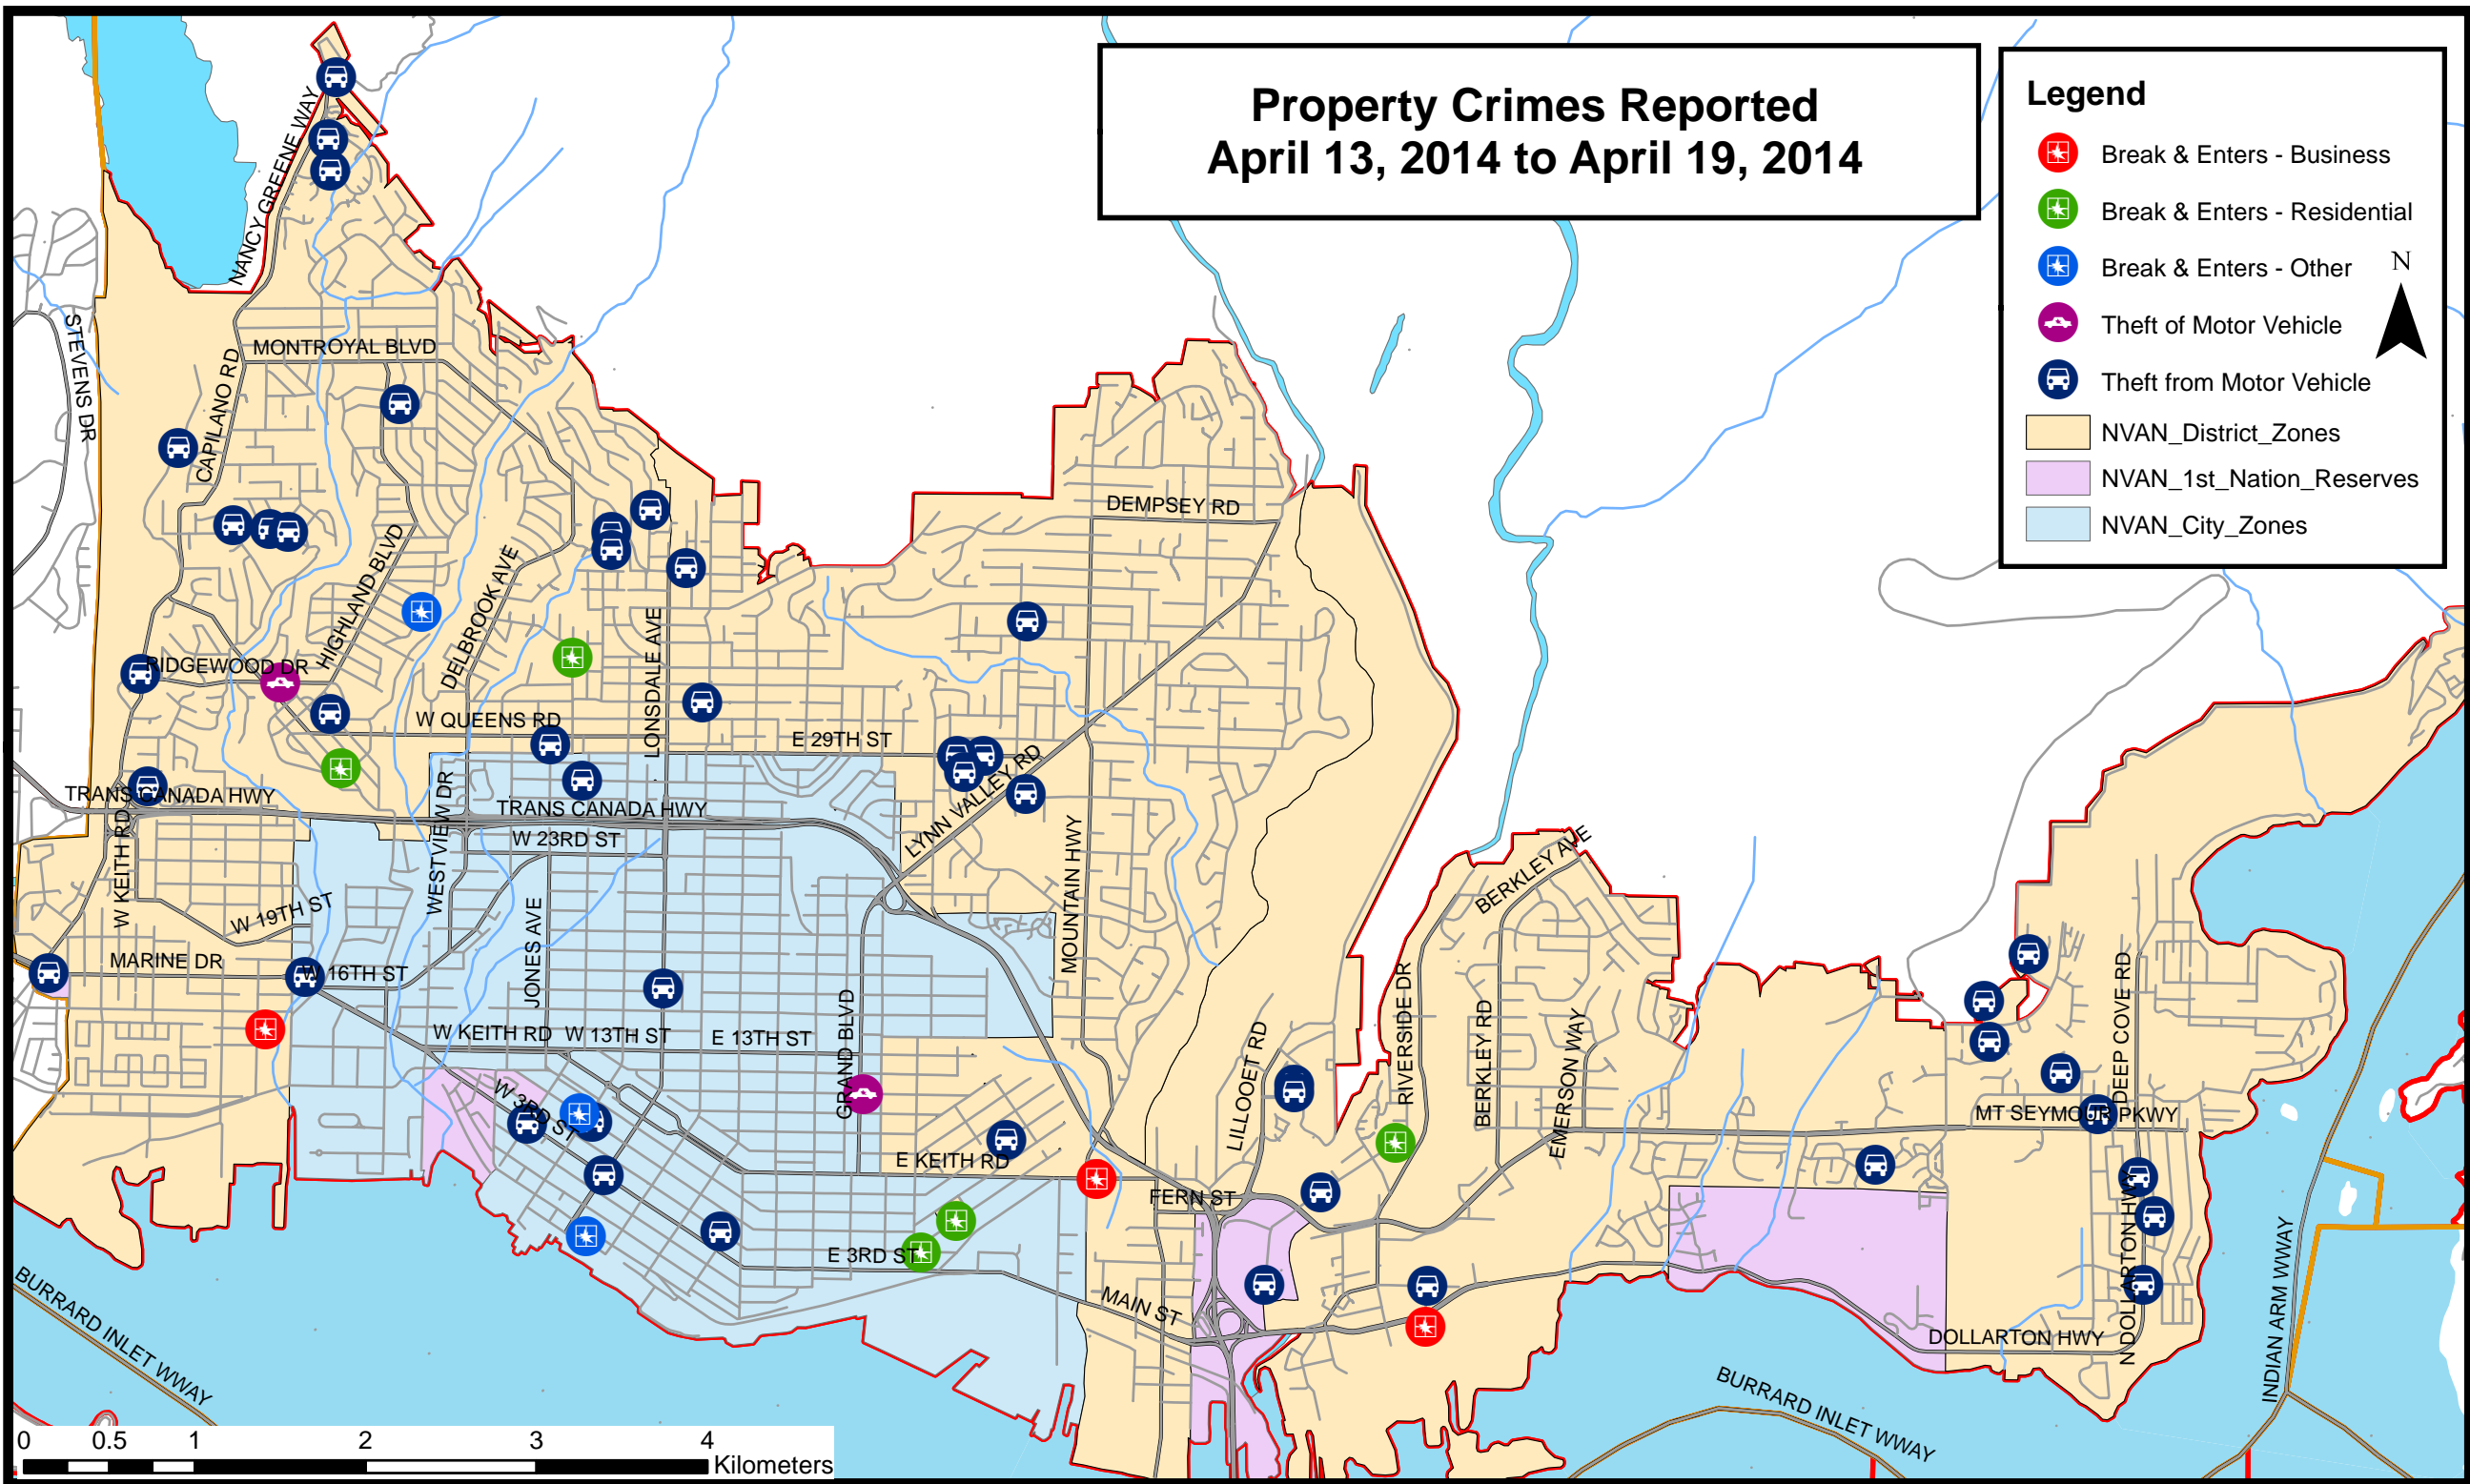 Property Crimes Reported
April 13, 2014 to April 19, 2014
Legend
Break & Enters - Business
Break & Enters - Residential
Break & Enters - Other
N
Theft of Motor Vehicle
Theft from Motor Vehicle
NVAN_District_Zones
NVAN_1st_Nation_Reserves
NVAN_City_Zones
NANCY GREENE WAY
STEVENS DR
MONTROYAL BLVD
CAPILANO RD
DEMPSEY RD
HIGHLAND BLVD
DELBROOK AVE
LONSDALE AVE
RIDGEWOOD DR
W QUEENS RD
E 29TH ST
LYNN VALLEY RD
TRANS CANADA HWY
TRANS CANADA HWY
W 23RD ST
WESTVIEW DR
W KEITH RD
W 19TH ST
MOUNTAIN HWY
BERKLEY AVE
MARINE DR
W 16TH ST
JONES AVE
GRAND BLVD
RIVERSIDE DR
BERKLEY RD
EMERSON WAY
LILLOOET RD
DEEP COVE RD
W KEITH RD
W 13TH ST
E 13TH ST
W 3RD ST
MT SEYMOUR PKWY
E KEITH RD
FERN ST
E 3RD ST
MAIN ST
N DOLLARTON HWY
DOLLARTON HWY
INDIAN ARM WWAY
BURRARD INLET WWAY
BURRARD INLET WWAY
0 0.5 1 2 3 4
Kilometers